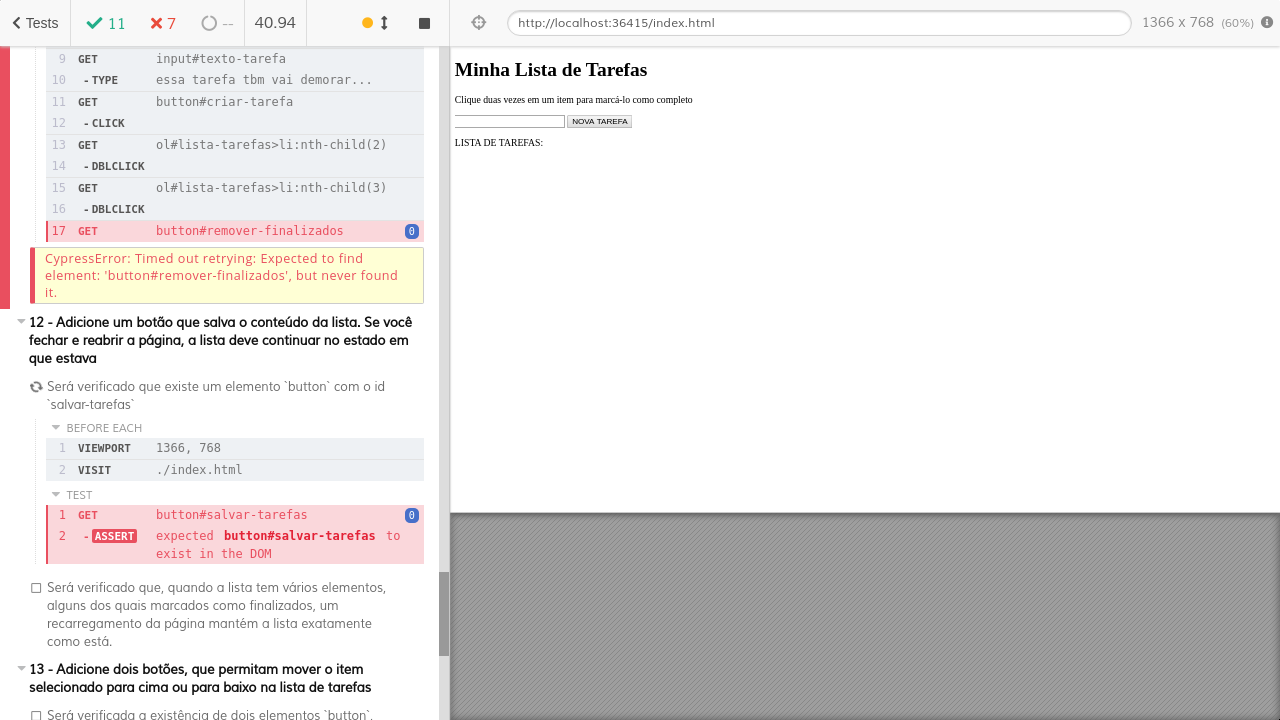 Tests 11 7 -- 40.94 http://localhost:36415/index.html 1366 x 768 (60%)
9 GET input#texto-tarefa
10 -TYPE essa tarefa tbm vai demorar...
11 GET button#criar-tarefa
12 -CLICK
13 GET ol#lista-tarefas>li:nth-child(2)
14 -DBLCLICK
15 GET ol#lista-tarefas>li:nth-child(3)
16 -DBLCLICK
17 GET button#remover-finalizados 0
CypressError: Timed out retrying: Expected to find
element: 'button#remover-finalizados', but never found
it.
12 - Adicione um botão que salva o conteúdo da lista. Se você
fechar e reabrir a página, a lista deve continuar no estado em
que estava
Será verificado que existe um elemento `button` com o id
`salvar-tarefas`
BEFORE EACH
1 VIEWPORT 1366, 768
2 VISIT ./index.html
TEST
1 GET button#salvar-tarefas 0
2 -ASSERT expected button#salvar-tarefas to
exist in the DOM
Será verificado que, quando a lista tem vários elementos,
alguns dos quais marcados como finalizados, um
recarregamento da página mantém a lista exatamente
como está.
13 - Adicione dois botões, que permitam mover o item
selecionado para cima ou para baixo na lista de tarefas
Será verificada a existência de dois elementos `button`,
Minha Lista de Tarefas
Clique duas vezes em um item para marcá-lo como completo
NOVA TAREFA
LISTA DE TAREFAS: